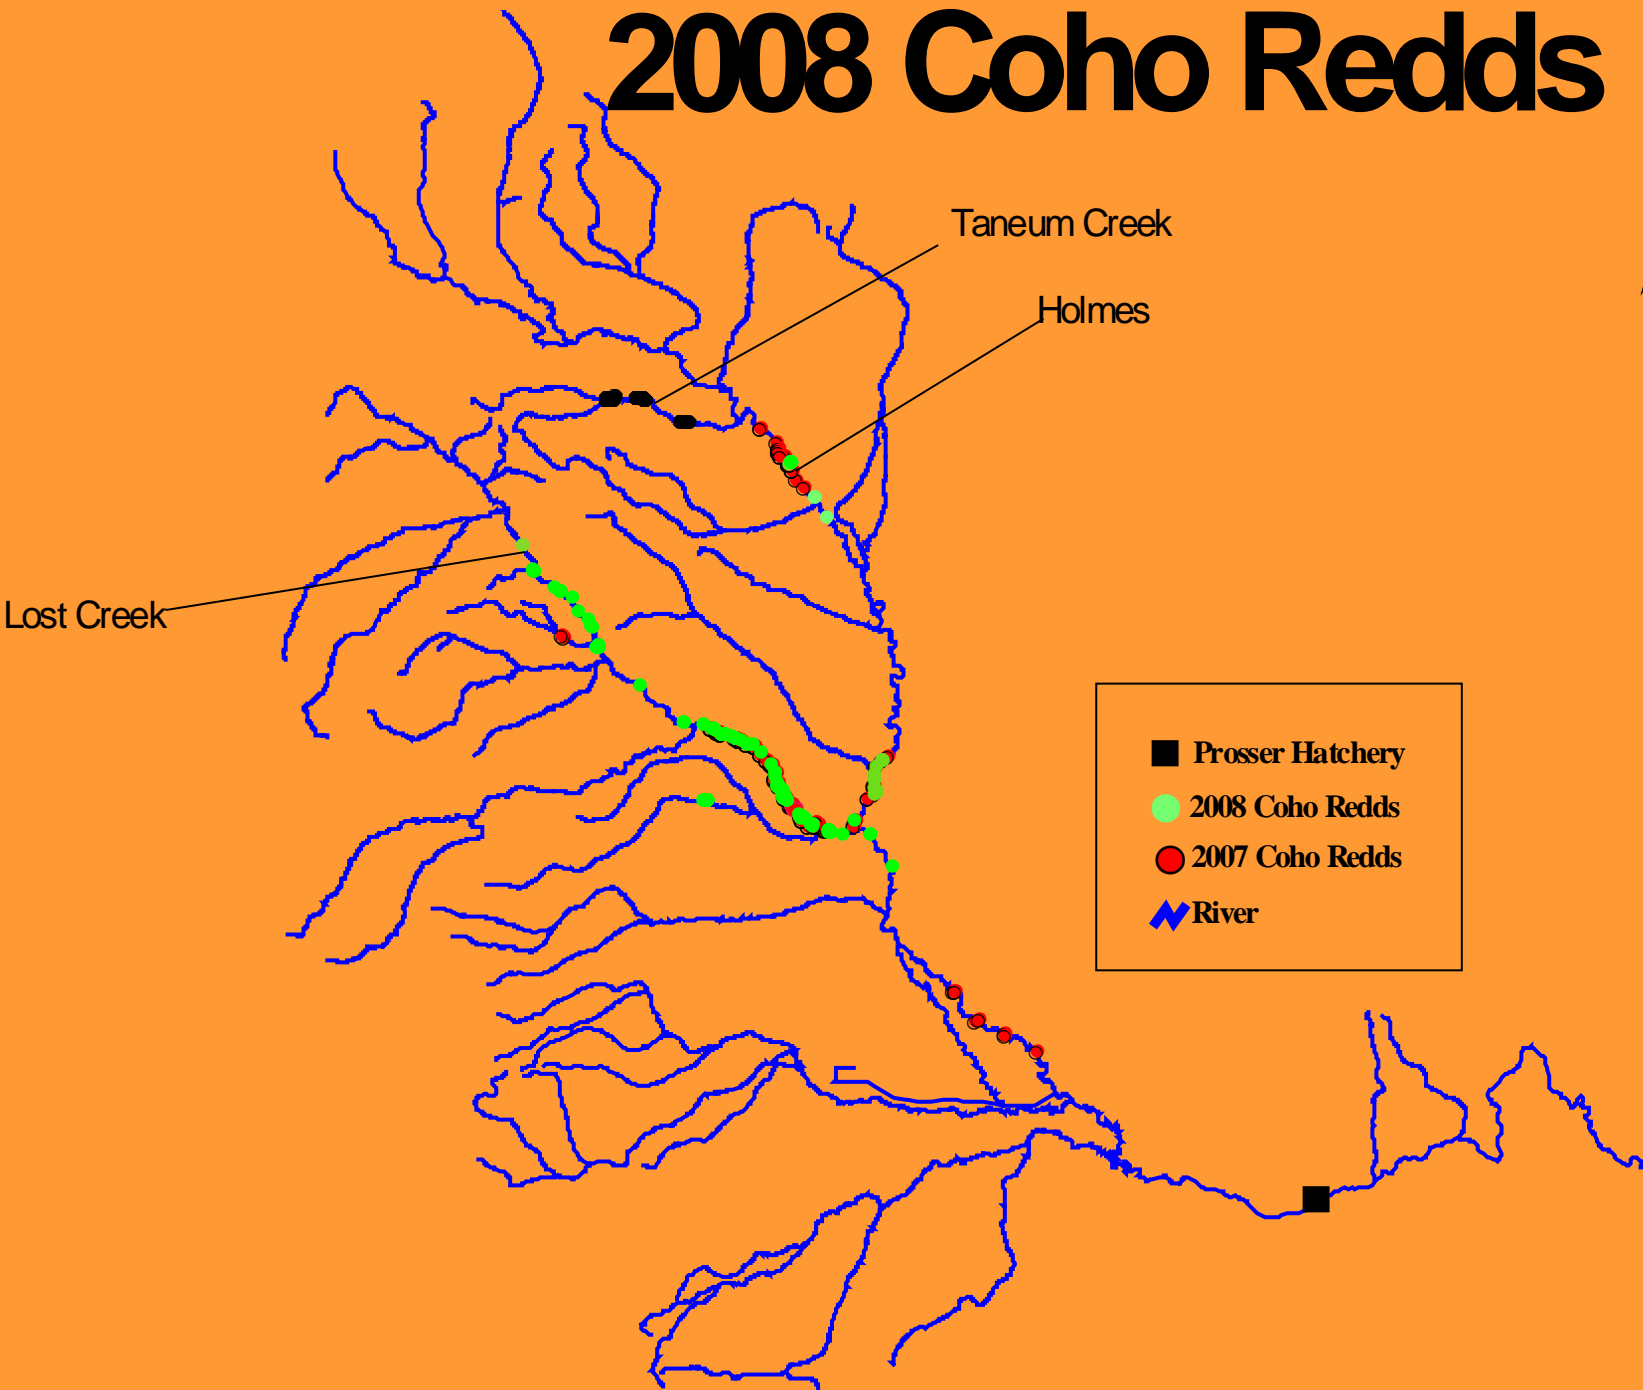 2008 Coho Redds
Taneum Creek
Holmes
Lost Creek
Prosser Hatchery
2008 Coho Redds
2007 Coho Redds
River